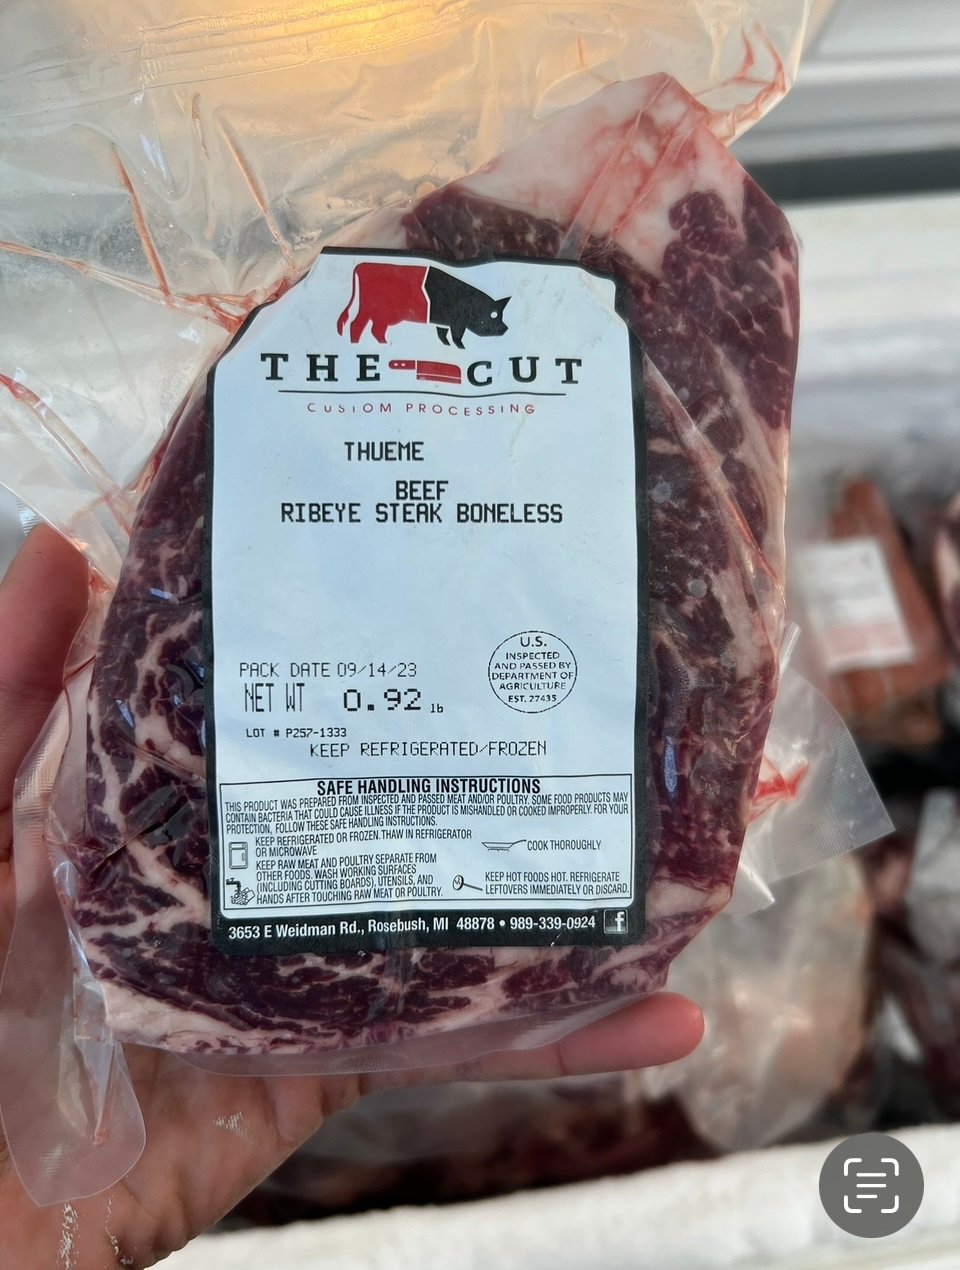 THE CUT
CUSTOM PROCESSING
THUEME
BEEF
RIBEYE STEAK BONELESS
U.S.
INSPECTED
AND PASSED BY
DEPARTMENT OF
AGRICULTURE
EST. 27435
PACK DATE 09/14/23
NET WT 0.92 lb
LOT # P257-1333
KEEP REFRIGERATED/FROZEN
SAFE HANDLING INSTRUCTIONS
THIS PRODUCT WAS PREPARED FROM INSPECTED AND PASSED MEAT AND/OR POULTRY. SOME FOOD PRODUCTS MAY
CONTAIN BACTERIA THAT COULD CAUSE ILLNESS IF THE PRODUCT IS MISHANDLED OR COOKED IMPROPERLY. FOR YOUR
PROTECTION, FOLLOW THESE SAFE HANDLING INSTRUCTIONS.
KEEP REFRIGERATED OR FROZEN. THAW IN REFRIGERATOR
OR MICROWAVE
KEEP RAW MEAT AND POULTRY SEPARATE FROM
OTHER FOODS. WASH WORKING SURFACES
(INCLUDING CUTTING BOARDS), UTENSILS, AND
HANDS AFTER TOUCHING RAW MEAT OR POULTRY.
COOK THOROUGHLY
KEEP HOT FOODS HOT. REFRIGERATE
LEFTOVERS IMMEDIATELY OR DISCARD.
3653 E Weidman Rd., Rosebush, MI 48878 • 989-339-0924 f